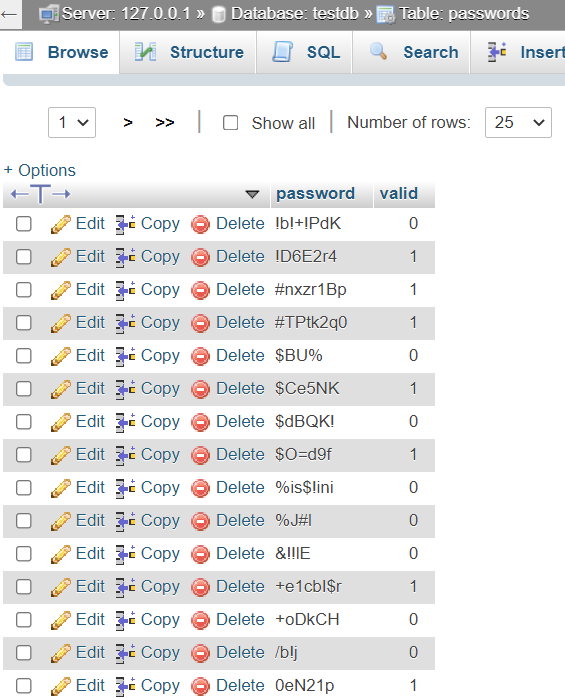 Server: 127.0.0.1 » Database: testdb » Table: passwords
Browse Structure SQL Search Insert
1 > >> | Show all | Number of rows: 25
+ Options
←T→ password valid
Edit Copy Delete !b!+!PdK 0
Edit Copy Delete !D6E2r4 1
Edit Copy Delete #nxzr1Bp 1
Edit Copy Delete #TPtk2q0 1
Edit Copy Delete $BU% 0
Edit Copy Delete $Ce5NK 1
Edit Copy Delete $dBQK! 0
Edit Copy Delete $O=d9f 1
Edit Copy Delete %is$!ini 0
Edit Copy Delete %J#l 0
Edit Copy Delete &!!lE 0
Edit Copy Delete +e1cbI$r 1
Edit Copy Delete +oDkCH 0
Edit Copy Delete /b!j 0
Edit Copy Delete 0eN21p 1